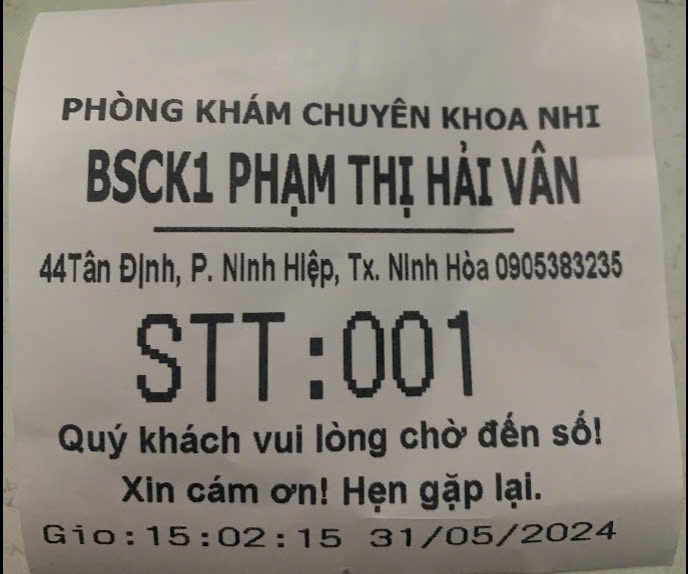 PHÒNG KHÁM CHUYÊN KHOA NHI
BSCK1 PHẠM THỊ HẢI VÂN
44Tân Định, P. Ninh Hiệp, Tx. Ninh Hòa 0905383235
STT:001
Quý khách vui lòng chờ đến số!
Xin cám ơn! Hẹn gặp lại.
Gio:15:02:15 31/05/2024